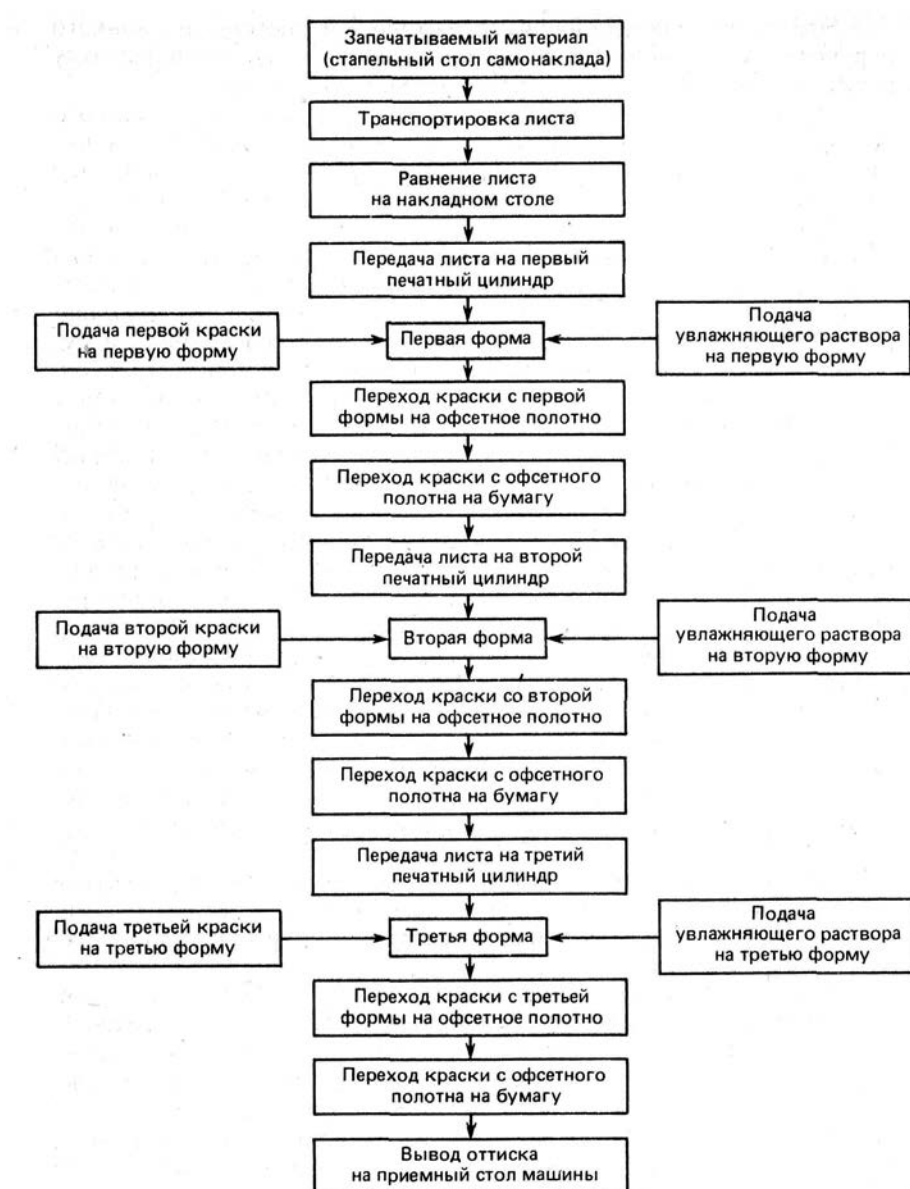 Запечатываемый материал
(стапельный стол самонаклада)
Транспортировка листа
Равнение листа
на накладном столе
Передача листа на первый
печатный цилиндр
Подача первой краски
на первую форму
Первая форма
Подача
увлажняющего раствора
на первую форму
Переход краски с первой
формы на офсетное полотно
Переход краски с офсетного
полотна на бумагу
Передача листа на второй
печатный цилиндр
Подача второй краски
на вторую форму
Вторая форма
Подача
увлажняющего раствора
на вторую форму
Переход краски со второй
формы на офсетное полотно
Переход краски с офсетного
полотна на бумагу
Передача листа на третий
печатный цилиндр
Подача третьей краски
на третью форму
Третья форма
Подача
увлажняющего раствора
на третью форму
Переход краски с третьей
формы на офсетное полотно
Переход краски с офсетного
полотна на бумагу
Вывод оттиска
на приемный стол машины